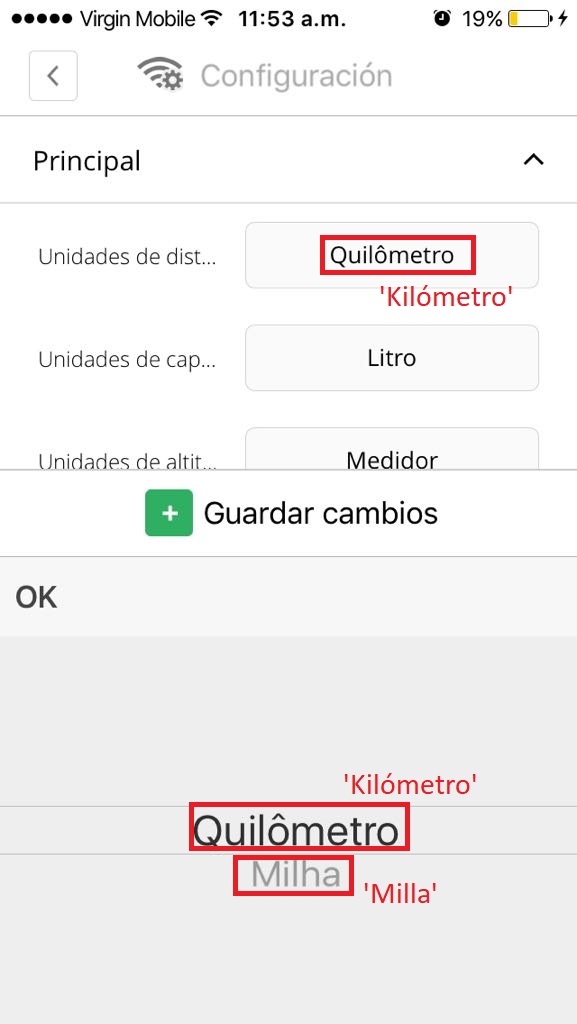 Virgin Mobile 11:53 a.m. 19%
Configuración
Principal
Unidades de dist... Quilômetro
'Kilómetro'
Unidades de cap... Litro
Unidades de altit... Medidor
+ Guardar cambios
OK
'Kilómetro'
Quilômetro
Milha
'Milla'